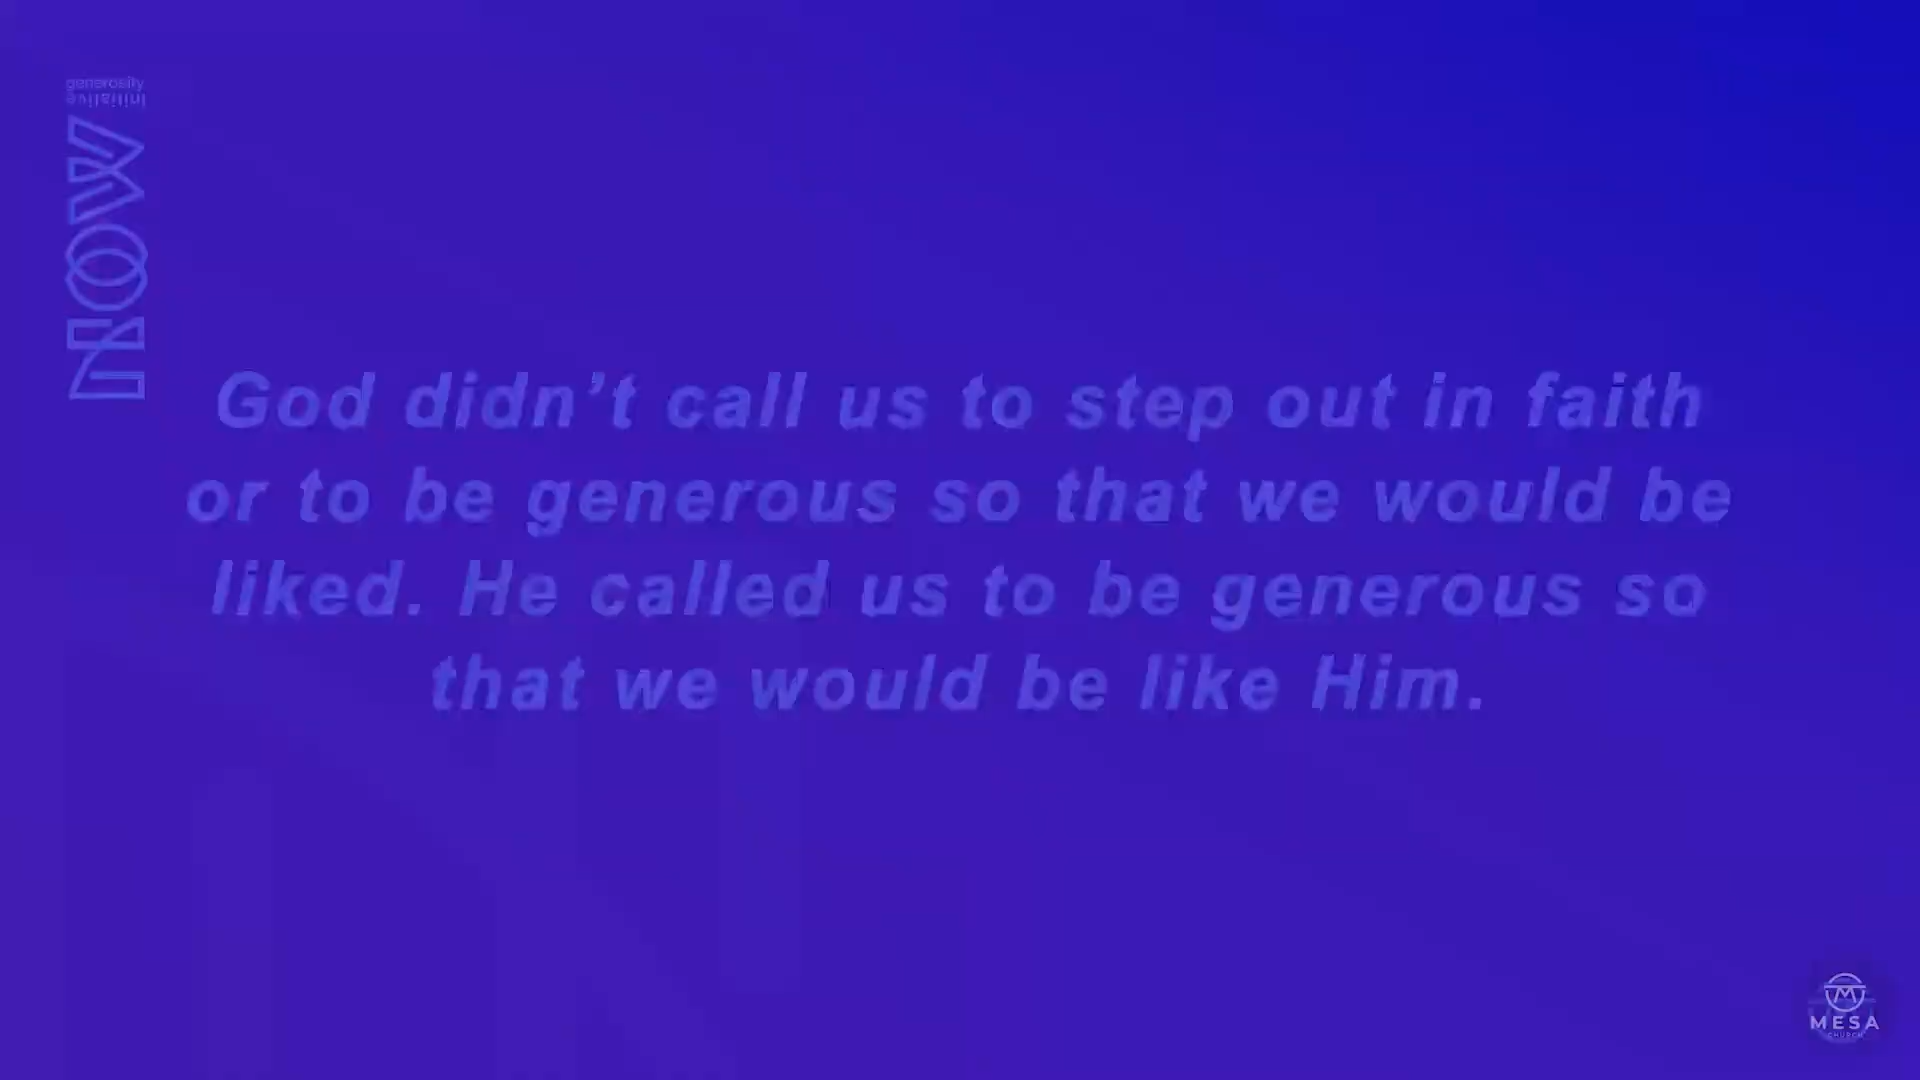 generosity
initiative
now
God didn’t call us to step out in faith
or to be generous so that we would be
liked. He called us to be generous so
that we would be like Him.
MESA
CHURCH